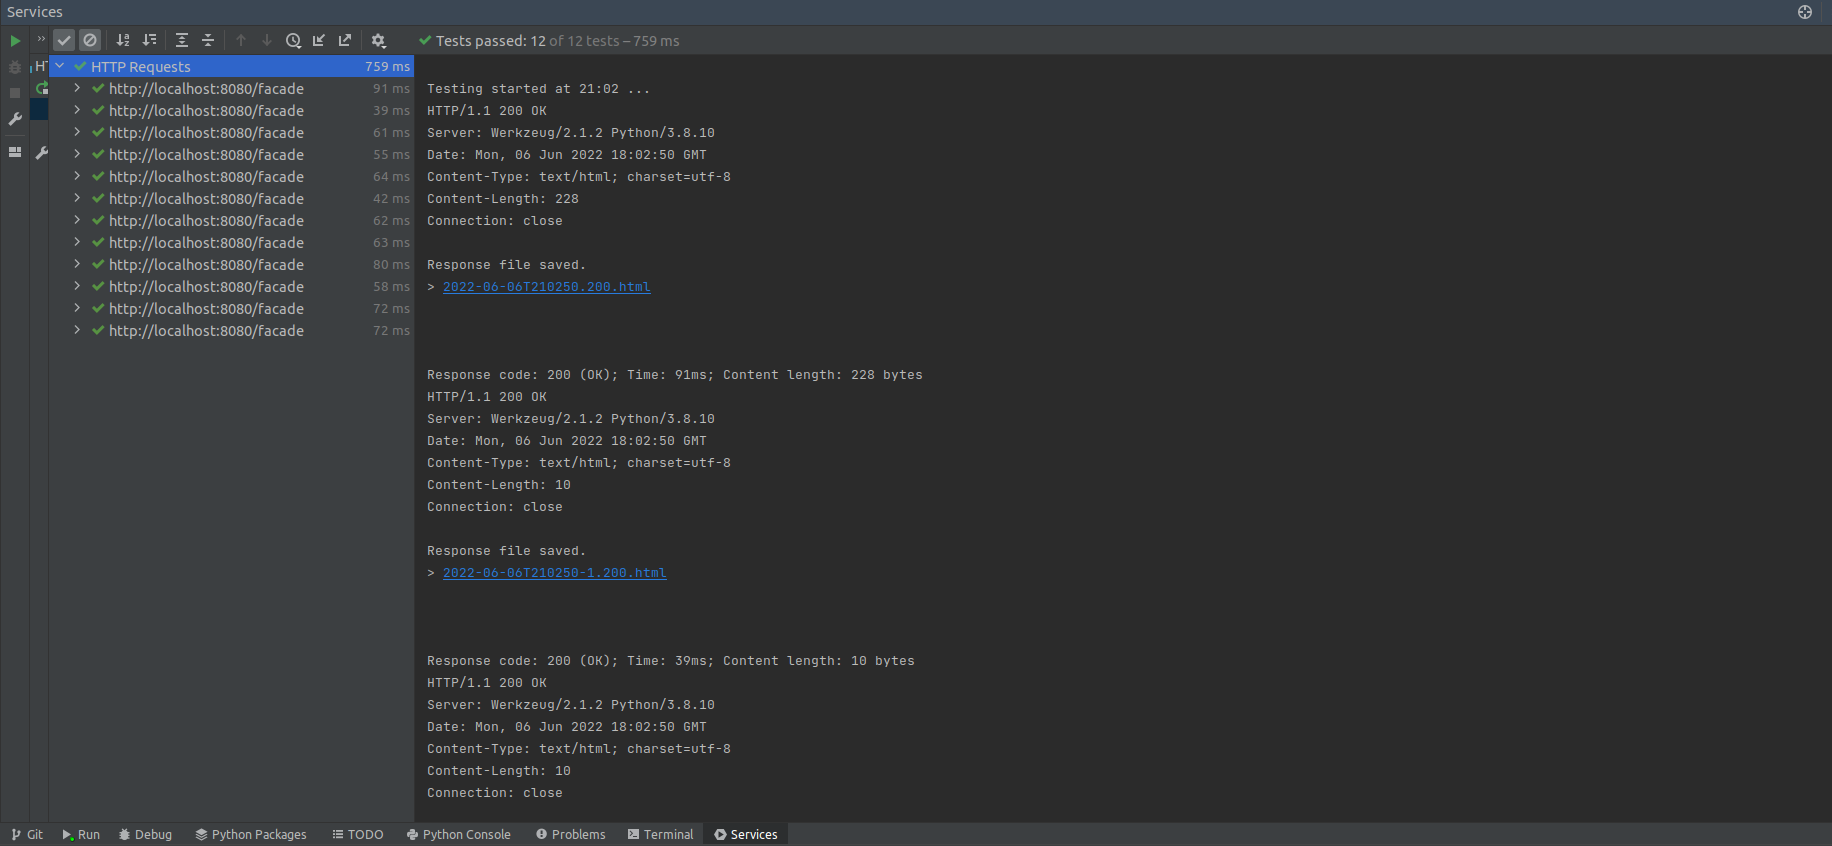 Services
Tests passed: 12 of 12 tests – 759 ms
HTTP Requests 759 ms
http://localhost:8080/facade 91 ms
http://localhost:8080/facade 39 ms
http://localhost:8080/facade 61 ms
http://localhost:8080/facade 55 ms
http://localhost:8080/facade 64 ms
http://localhost:8080/facade 42 ms
http://localhost:8080/facade 62 ms
http://localhost:8080/facade 63 ms
http://localhost:8080/facade 80 ms
http://localhost:8080/facade 58 ms
http://localhost:8080/facade 72 ms
http://localhost:8080/facade 72 ms
Testing started at 21:02 ...
HTTP/1.1 200 OK
Server: Werkzeug/2.1.2 Python/3.8.10
Date: Mon, 06 Jun 2022 18:02:50 GMT
Content-Type: text/html; charset=utf-8
Content-Length: 228
Connection: close
Response file saved.
> 2022-06-06T210250.200.html
Response code: 200 (OK); Time: 91ms; Content length: 228 bytes
HTTP/1.1 200 OK
Server: Werkzeug/2.1.2 Python/3.8.10
Date: Mon, 06 Jun 2022 18:02:50 GMT
Content-Type: text/html; charset=utf-8
Content-Length: 10
Connection: close
Response file saved.
> 2022-06-06T210250-1.200.html
Response code: 200 (OK); Time: 39ms; Content length: 10 bytes
HTTP/1.1 200 OK
Server: Werkzeug/2.1.2 Python/3.8.10
Date: Mon, 06 Jun 2022 18:02:50 GMT
Content-Type: text/html; charset=utf-8
Content-Length: 10
Connection: close
Git Run Debug Python Packages TODO Python Console Problems Terminal Services